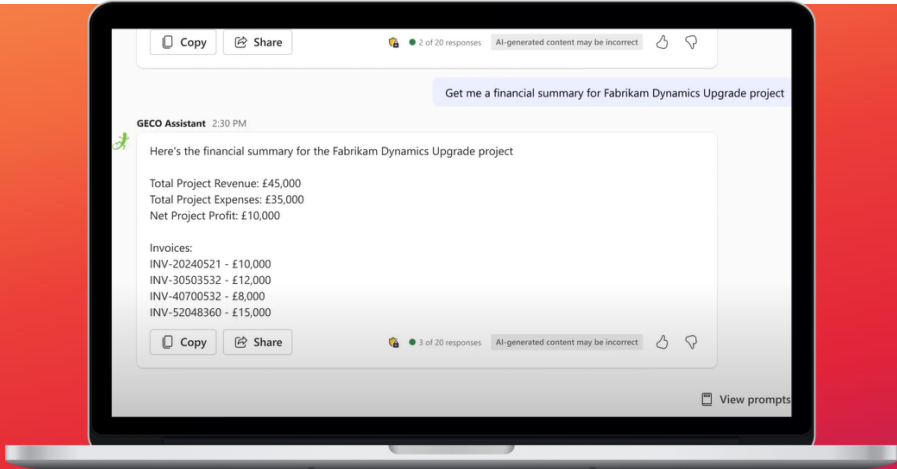 Copy
Share
2 of 20 responses
AI-generated content may be incorrect
Get me a financial summary for Fabrikam Dynamics Upgrade project
GECO Assistant 2:30 PM
Here's the financial summary for the Fabrikam Dynamics Upgrade project
Total Project Revenue: £45,000
Total Project Expenses: £35,000
Net Project Profit: £10,000
Invoices:
INV-20240521 - £10,000
INV-30503532 - £12,000
INV-40700532 - £8,000
INV-52048360 - £15,000
Copy
Share
3 of 20 responses
AI-generated content may be incorrect
View prompts